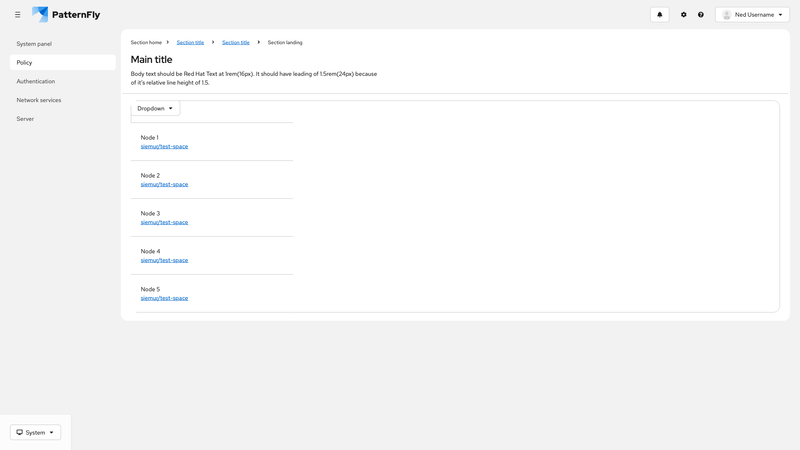 PatternFly
Ned Username
System panel
Policy
Authentication
Network services
Server
Section home Section title Section title Section landing
Main title
Body text should be Red Hat Text at 1rem(16px). It should have leading of 1.5rem(24px) because
of it's relative line height of 1.5.
Dropdown
Node 1
siemur/test-space
Node 2
siemur/test-space
Node 3
siemur/test-space
Node 4
siemur/test-space
Node 5
siemur/test-space
System